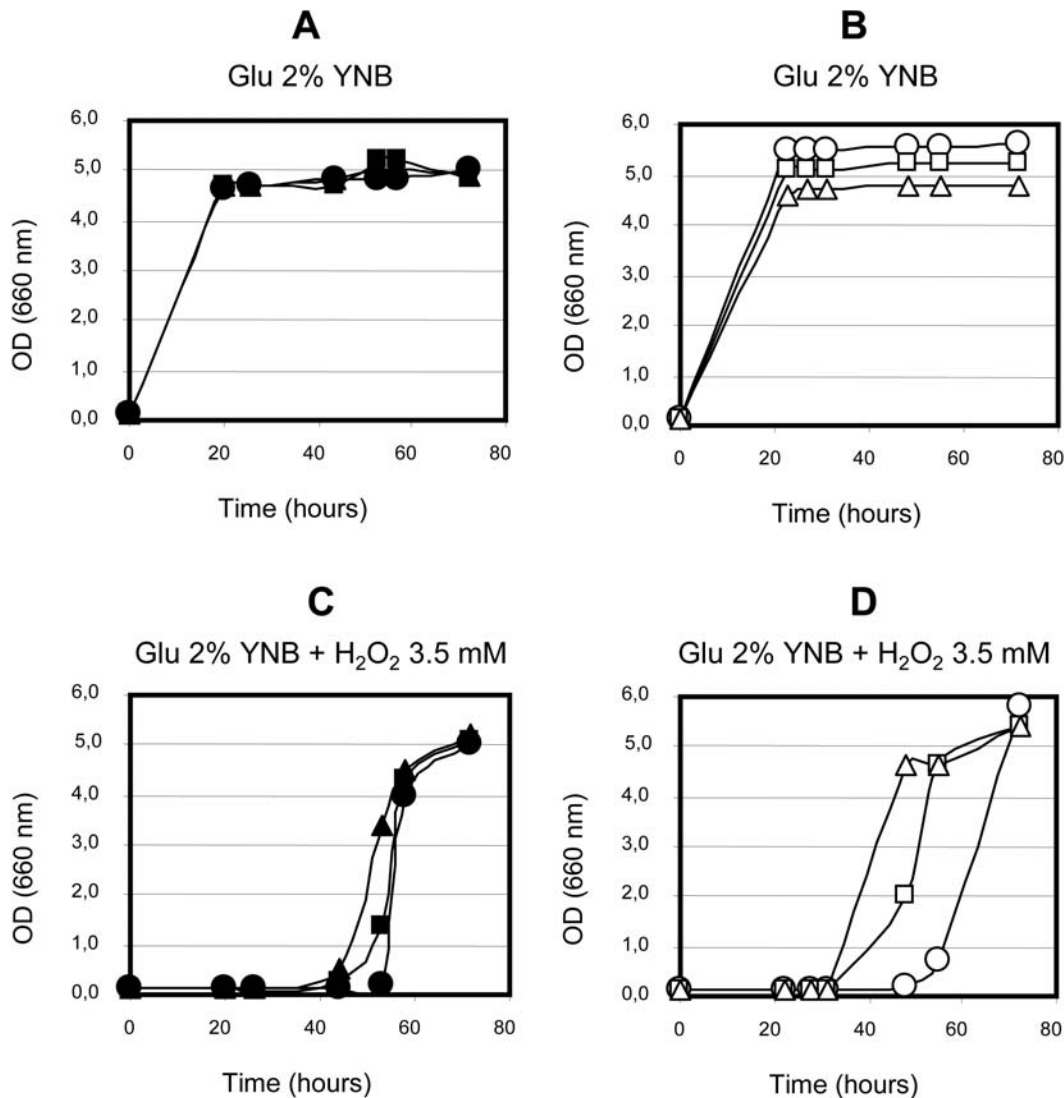 A
Glu 2% YNB
6,0
5,0
4,0
3,0
2,0
1,0
0,0
OD (660 nm)
0 20 40 60 80
Time (hours)
B
Glu 2% YNB
6,0
5,0
4,0
3,0
2,0
1,0
0,0
OD (660 nm)
0 20 40 60 80
Time (hours)
C
Glu 2% YNB + H₂O₂ 3.5 mM
6,0
5,0
4,0
3,0
2,0
1,0
0,0
OD (660 nm)
0 20 40 60 80
Time (hours)
D
Glu 2% YNB + H₂O₂ 3.5 mM
6,0
5,0
4,0
3,0
2,0
1,0
0,0
OD (660 nm)
0 20 40 60 80
Time (hours)